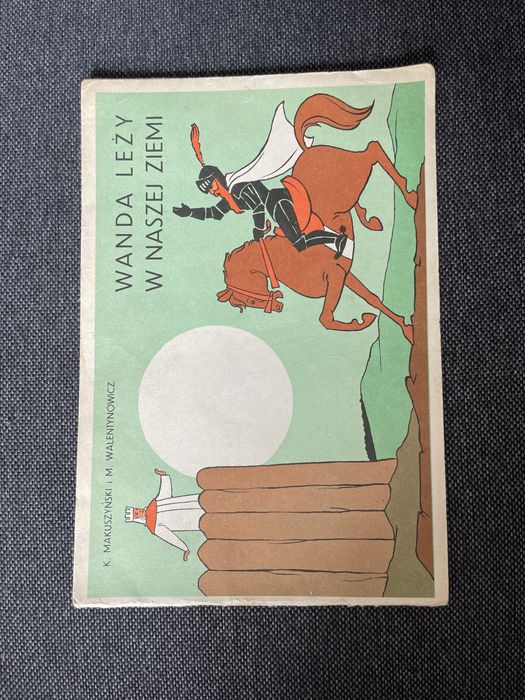 K. MAKUSZYŃSKI i M. WALENTYNOWICZ
WANDA LEŻY
W NASZEJ ZIEMI